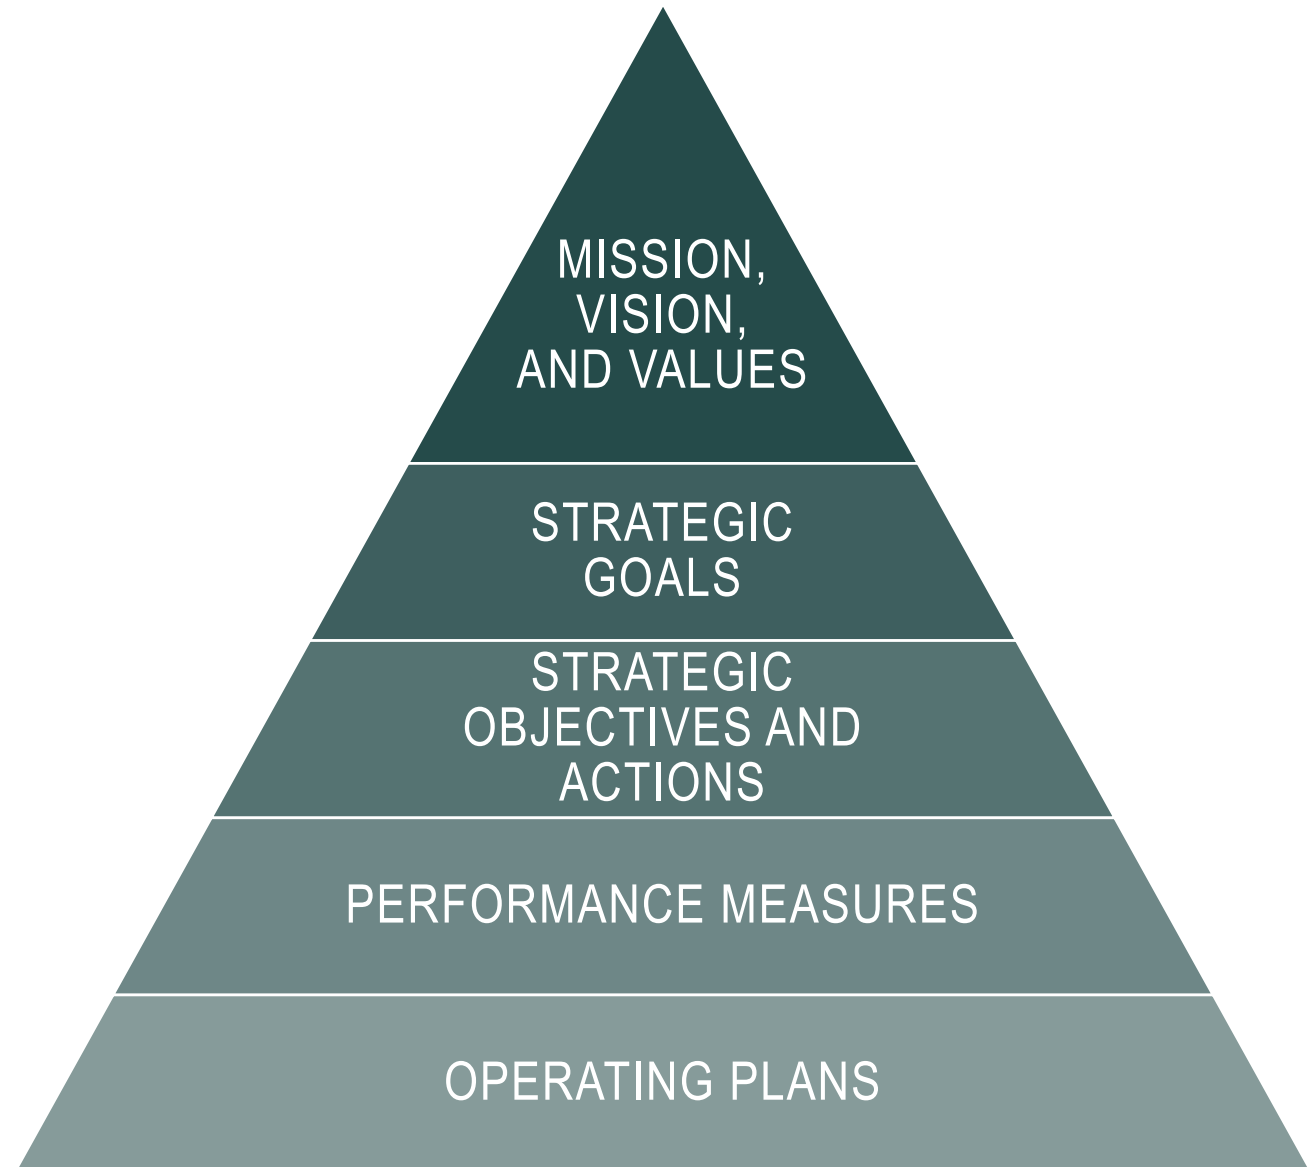 MISSION,
VISION,
AND VALUES
STRATEGIC
GOALS
STRATEGIC
OBJECTIVES AND
ACTIONS
PERFORMANCE MEASURES
OPERATING PLANS